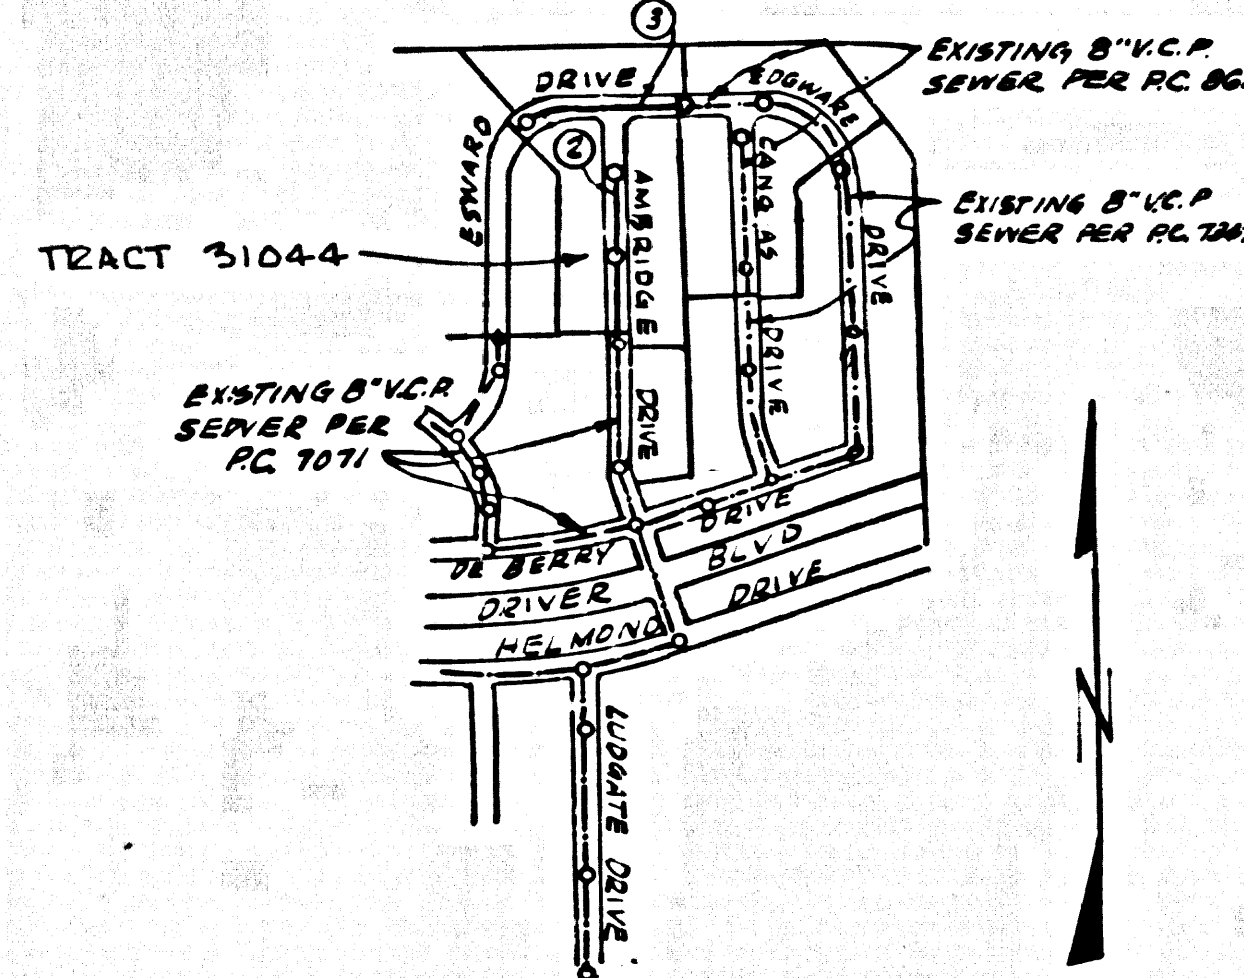 3
EXISTING 8" V.C.P.
SEWER PER P.C. 86
DRIVE
EDGWARE
ESWARD
2
AMBRIDGE
DRIVE
DRIVE
DRIVE
EXISTING 8" V.C.P
SEWER PER P.C.
TRACT 31044
EXISTING 8" V.C.P.
SEWER PER
P.C. 7071
DE BERRY
DRIVE
DRIVER
BLVD
HELMOND
DRIVE
LUDGATE DRIVE
N